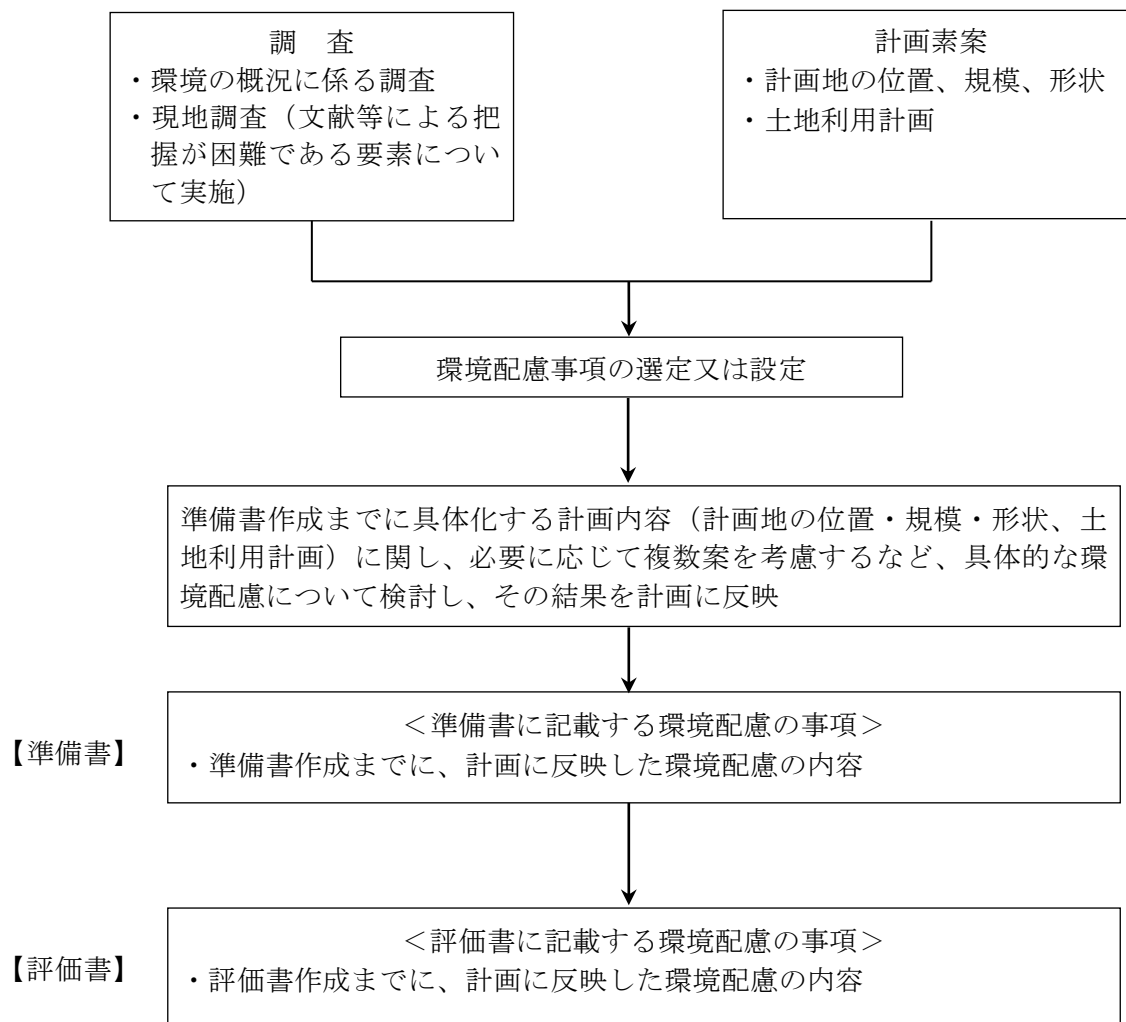 調　査
・環境の概況に係る調査
・現地調査（文献等による把
握が困難である要素につい
て実施）
計画素案
・計画地の位置、規模、形状
・土地利用計画
環境配慮事項の選定又は設定
準備書作成までに具体化する計画内容（計画地の位置・規模・形状、土
地利用計画）に関し、必要に応じて複数案を考慮するなど、具体的な環
境配慮について検討し、その結果を計画に反映
【準備書】
＜準備書に記載する環境配慮の事項＞
・準備書作成までに、計画に反映した環境配慮の内容
【評価書】
＜評価書に記載する環境配慮の事項＞
・評価書作成までに、計画に反映した環境配慮の内容